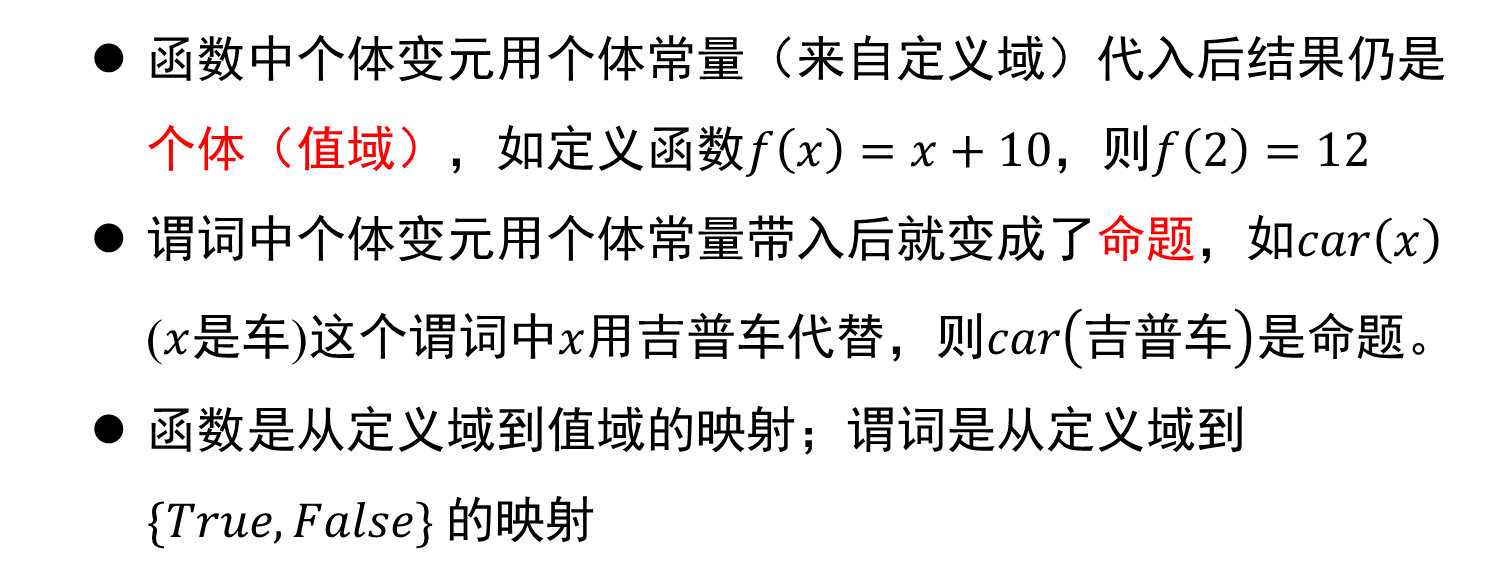 ● 函数中个体变元用个体常量（来自定义域）代入后结果仍是
个体（值域），如定义函数f(x) = x + 10，则f(2) = 12
● 谓词中个体变元用个体常量带入后就变成了命题，如car(x)
(x是车)这个谓词中x用吉普车代替，则car(吉普车)是命题。
● 函数是从定义域到值域的映射；谓词是从定义域到
{True, False} 的映射